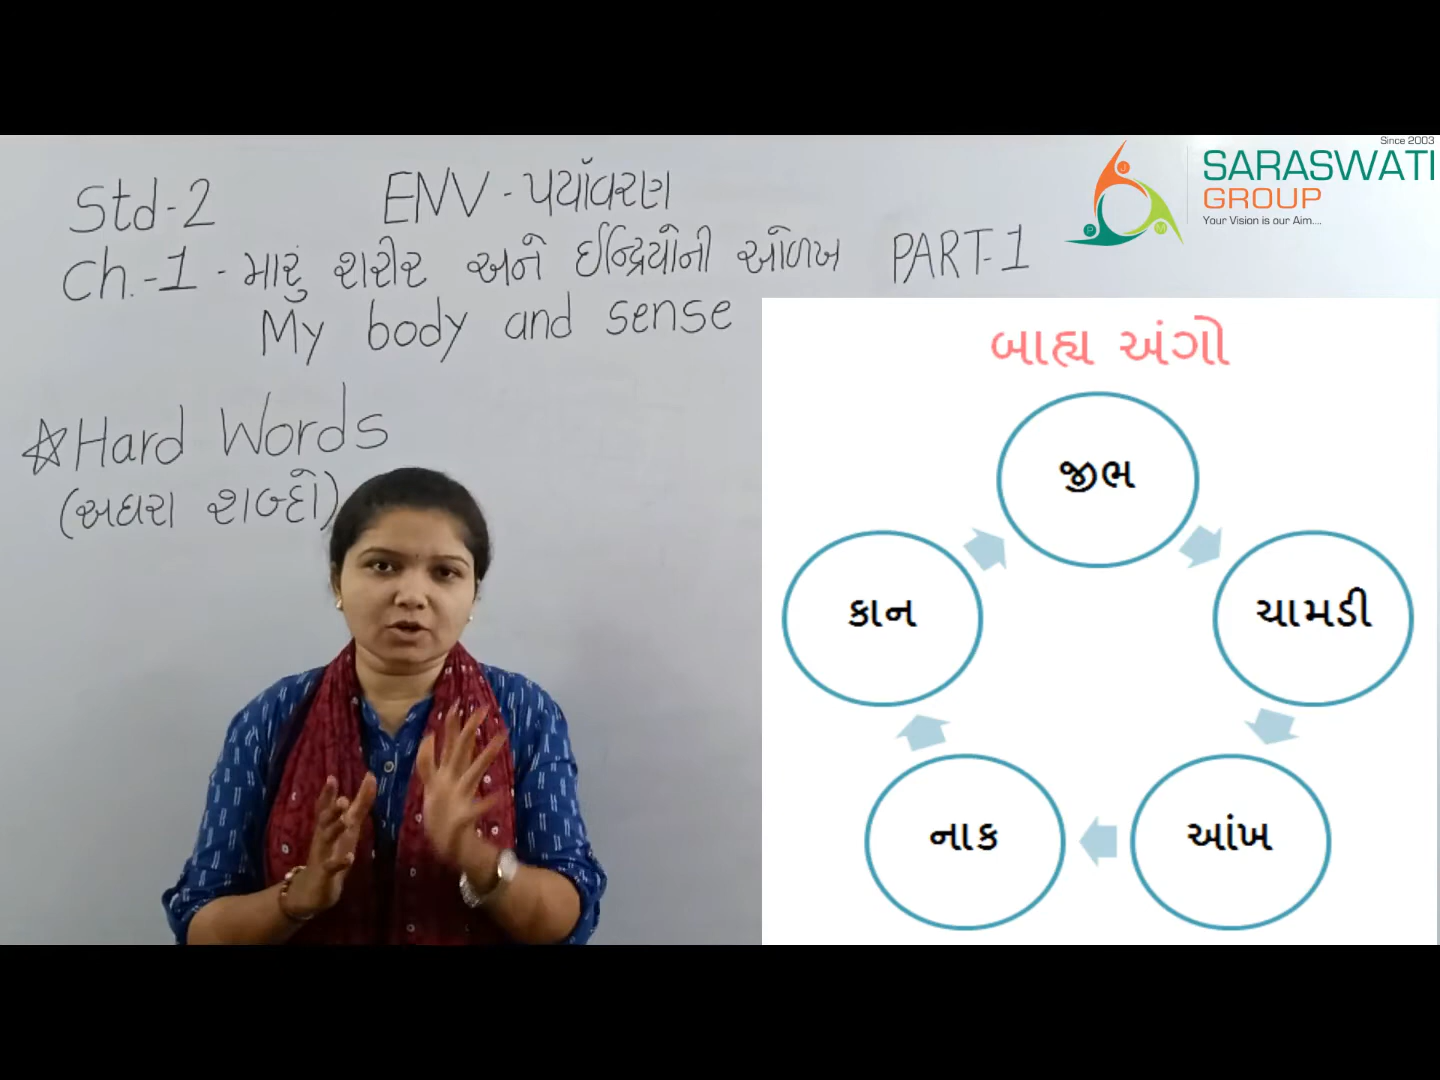 Since 2003
SARASWATI
GROUP
Your Vision is our Aim....
J
P
M
Std-2
ENV - પર્યાવરણ
Ch.-1 - મારું શરીર અને ઈન્દ્રિયોની ઓળખ PART-1
My body and sense
☆Hard Words
(અઘરા શબ્દો)
બાહ્ય અંગો
જીભ
ચામડી
આંખ
નાક
કાન